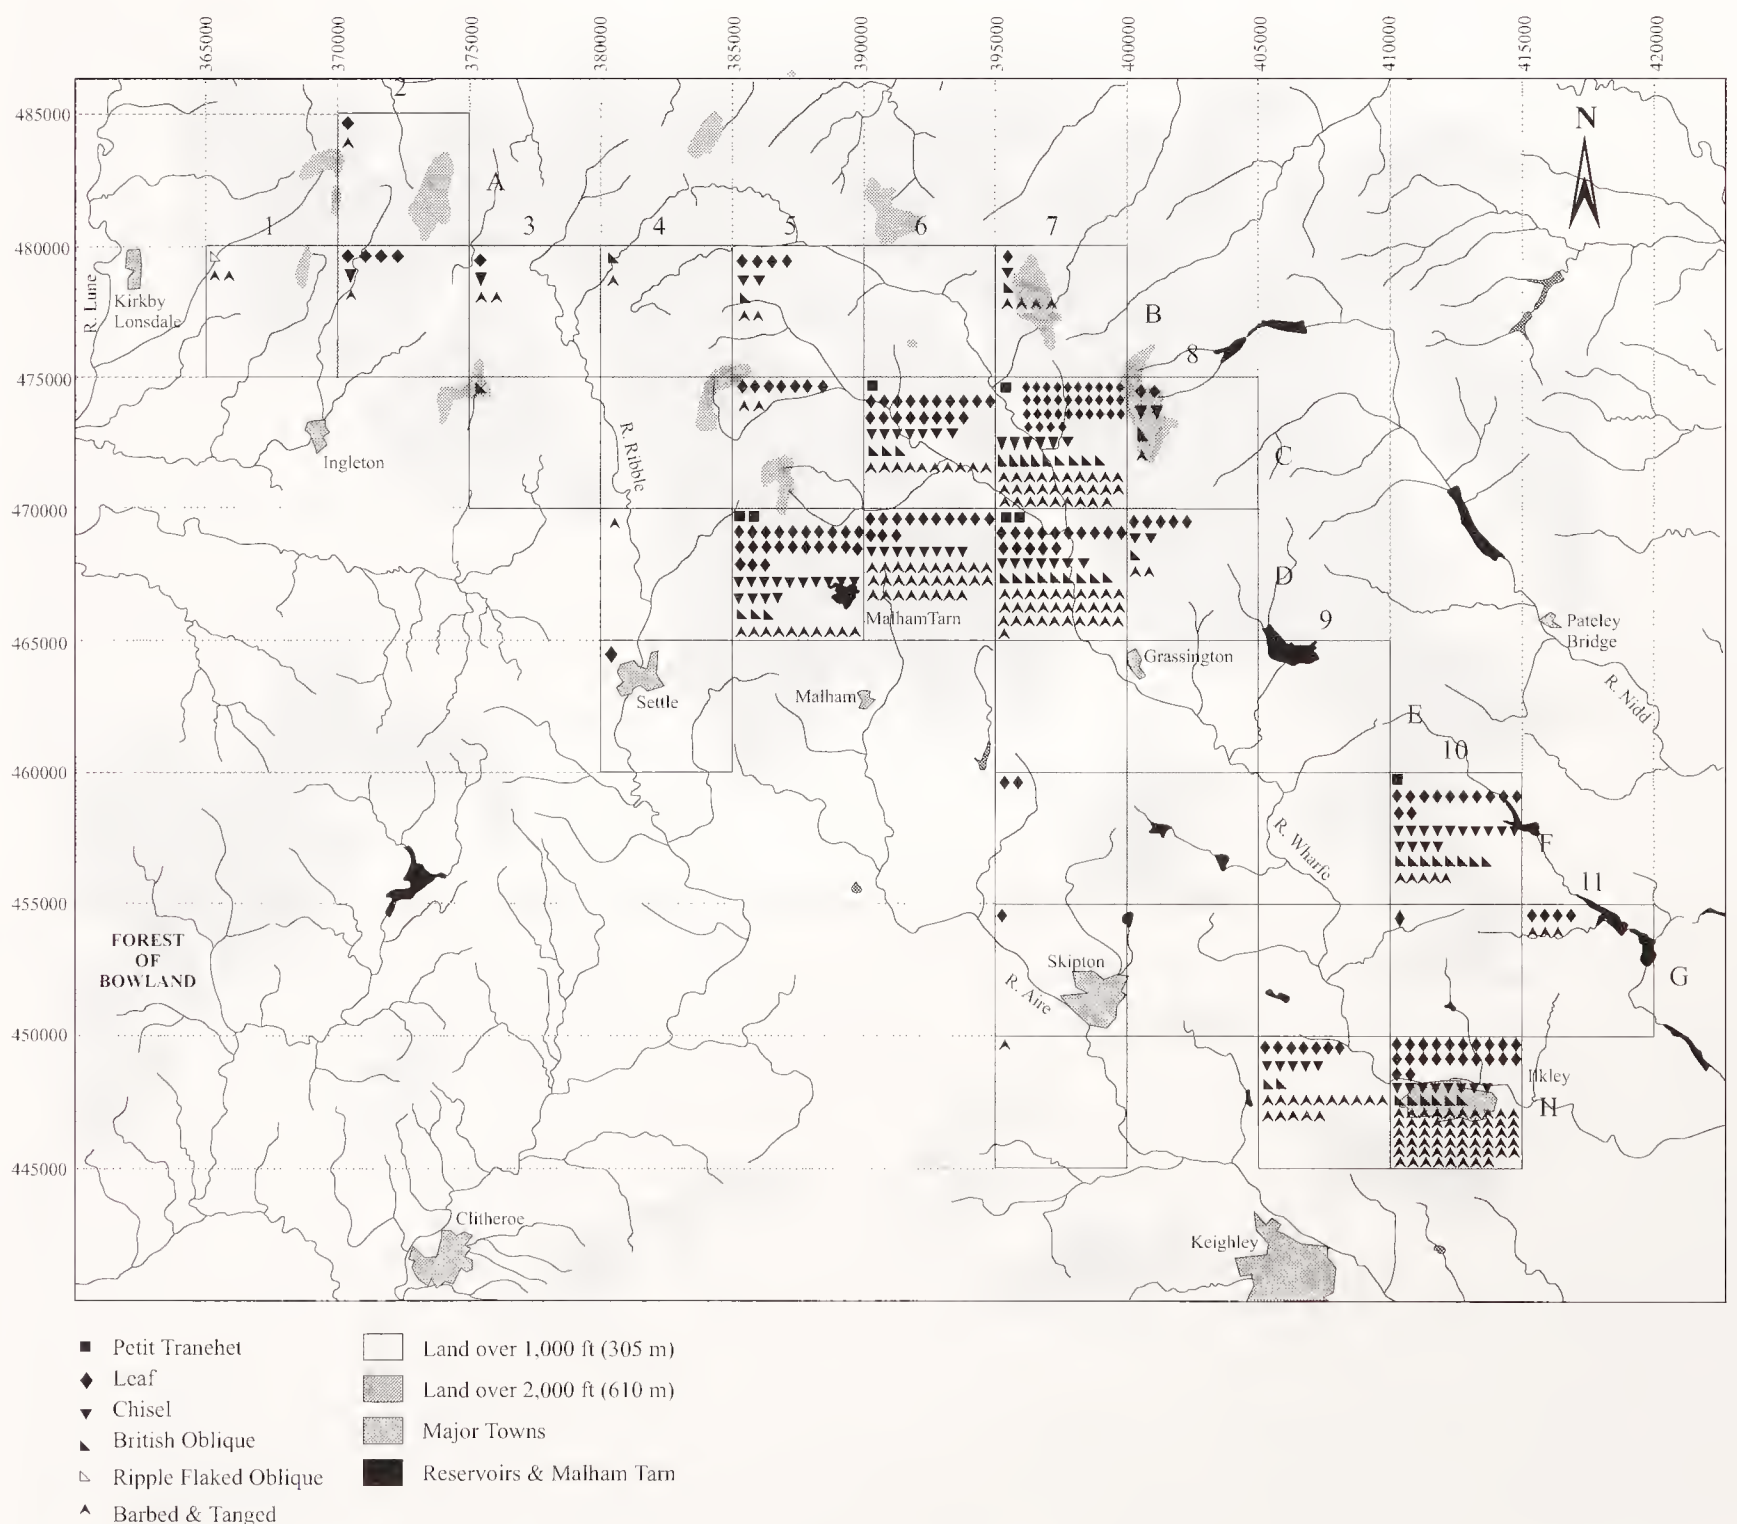 365000 370000 375000 380000 385000 390000 395000 400000 405000 410000 415000 420000
2
485000
N
A
1 3 4 5 6 7
480000
R. Lune
Kirkby
Lonsdale
B
8
475000
Ingleton
R. Ribble
C
470000
D
Malham Tarn
9
Pateley
Bridge
465000
Grassington
Settle
Malham
R. Nidd
E
10
460000
R. Wharfe
F
11
455000
FOREST
OF
BOWLAND
Skipton
R. Aire
G
450000
Ilkley
H
445000
Clitheroe
Keighley
Petit Tranehet
Leaf
Chisel
British Oblique
Ripple Flaked Oblique
Barbed & Tanged
Land over 1,000 ft (305 m)
Land over 2,000 ft (610 m)
Major Towns
Reservoirs & Malham Tarn